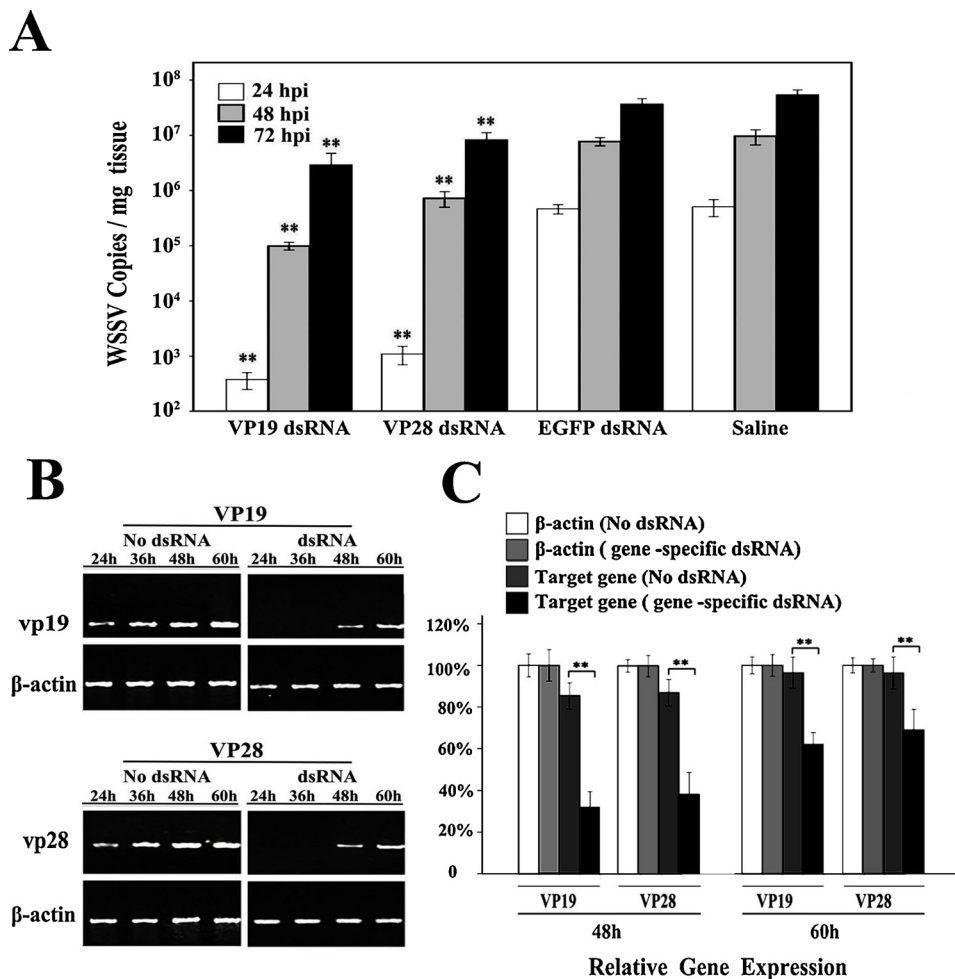 A
10⁸
10⁷
10⁶
10⁵
10⁴
10³
10²
WSSV Copies / mg tissue
24 hpi
48 hpi
72 hpi
**
**
**
**
**
**
VP19 dsRNA VP28 dsRNA EGFP dsRNA Saline
B
VP19
No dsRNA dsRNA
24h 36h 48h 60h 24h 36h 48h 60h
vp19
β-actin
VP28
No dsRNA dsRNA
24h 36h 48h 60h 24h 36h 48h 60h
vp28
β-actin
C
β-actin (No dsRNA)
β-actin ( gene -specific dsRNA)
Target gene (No dsRNA)
Target gene ( gene -specific dsRNA)
120%
100%
80%
60%
40%
20%
0
** ** ** **
VP19 VP28 VP19 VP28
48h 60h
Relative Gene Expression